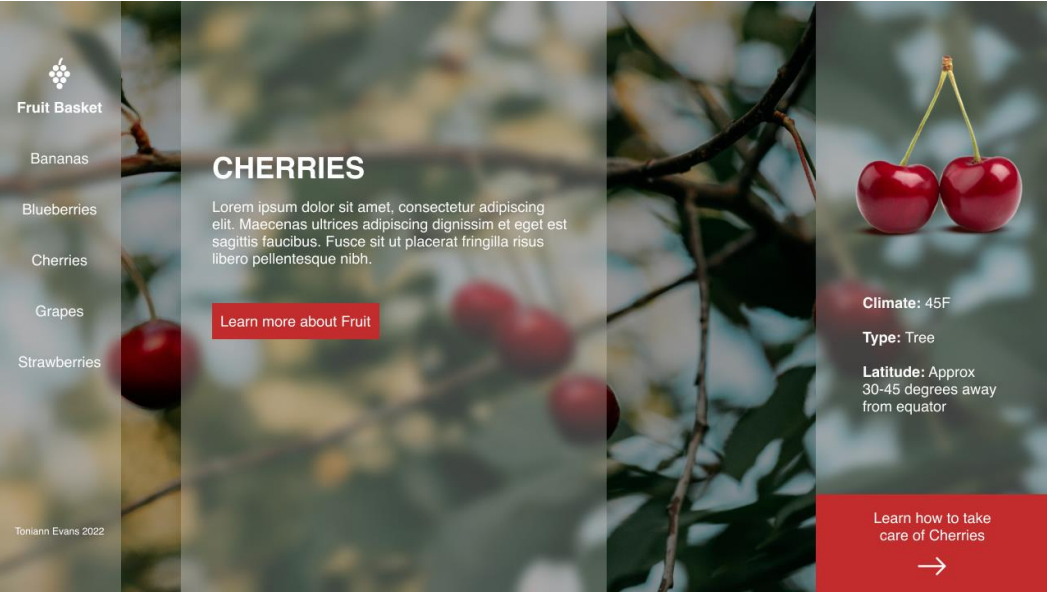 Fruit Basket
Bananas
Blueberries
Cherries
Grapes
Strawberries
Toniann Evans 2022
CHERRIES
Lorem ipsum dolor sit amet, consectetur adipiscing
elit. Maecenas ultrices adipiscing dignissim et eget est
sagittis faucibus. Fusce sit ut placerat fringilla risus
libero pellentesque nibh.
Learn more about Fruit
Climate: 45F
Type: Tree
Latitude: Approx
30-45 degrees away
from equator
Learn how to take
care of Cherries